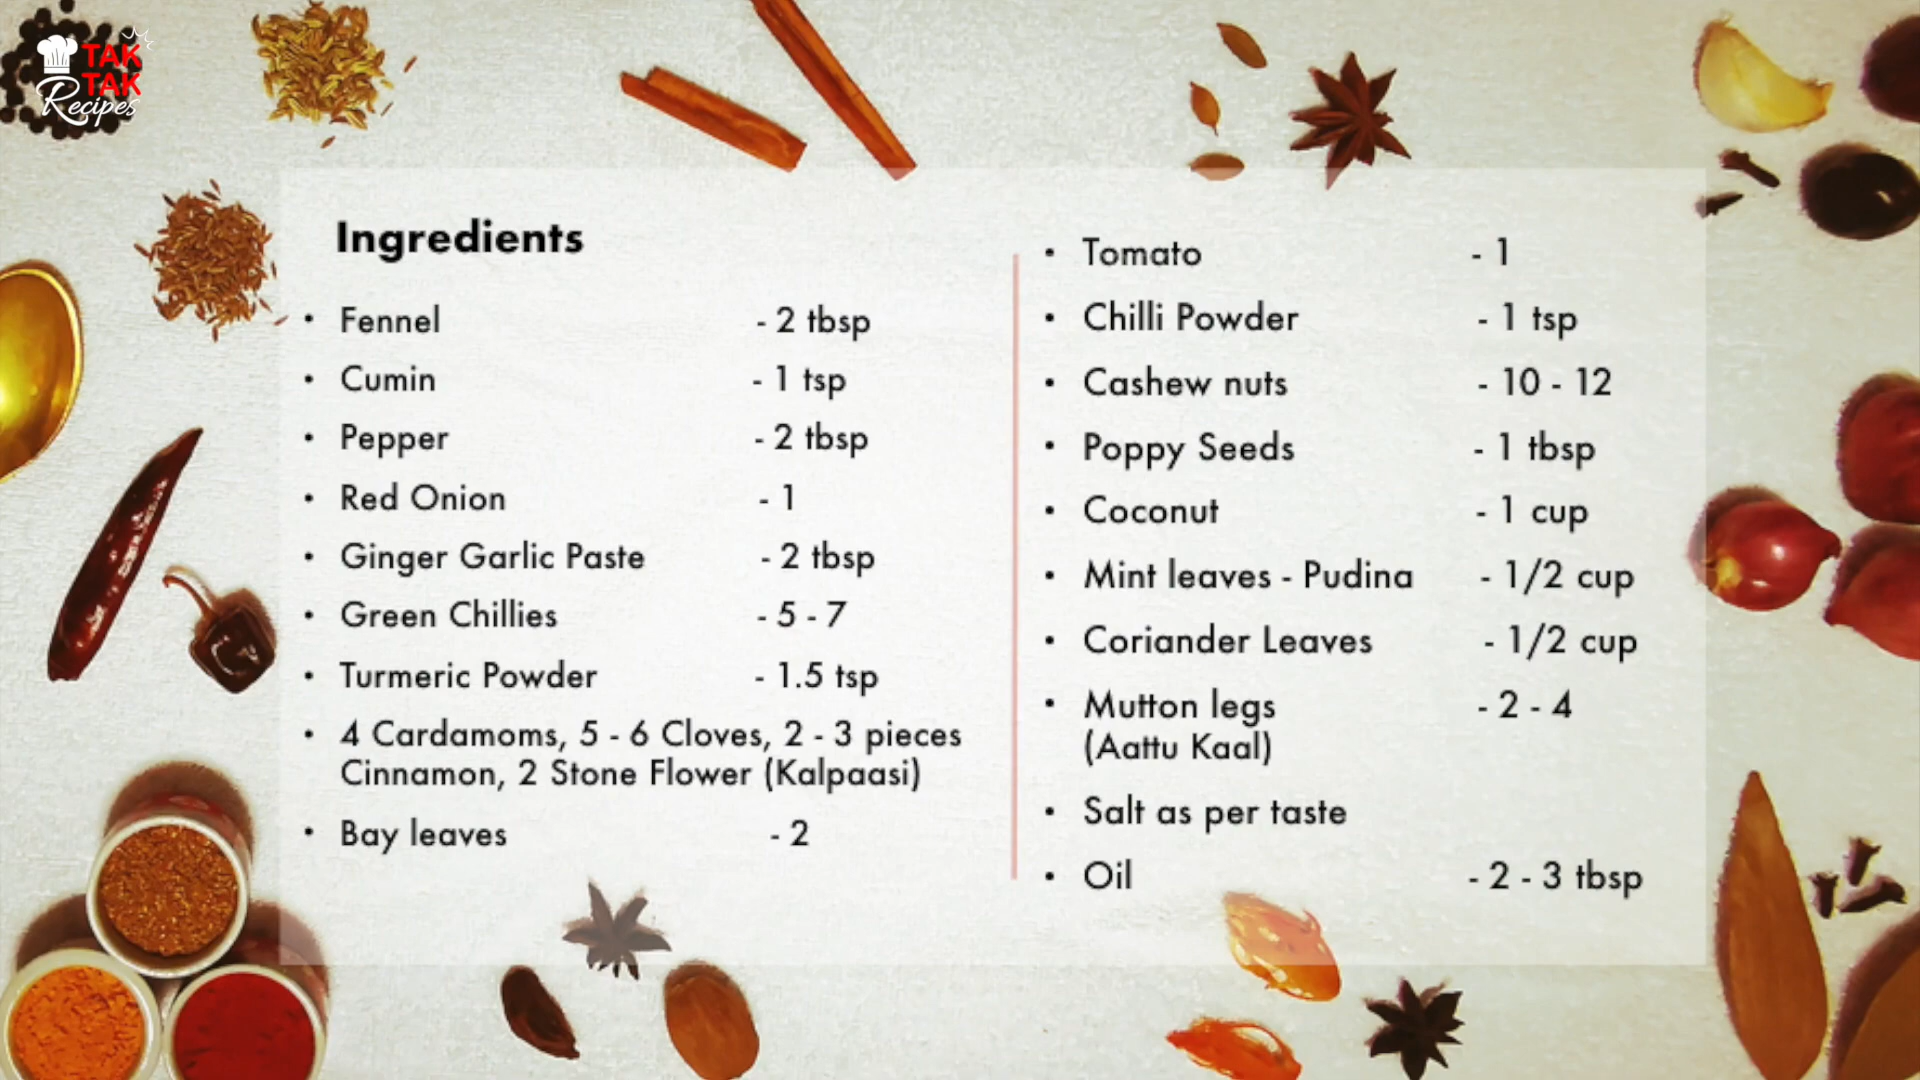 TAK
TAK
Recipes
Ingredients
• Fennel - 2 tbsp
• Cumin - 1 tsp
• Pepper - 2 tbsp
• Red Onion - 1
• Ginger Garlic Paste - 2 tbsp
• Green Chillies - 5 - 7
• Turmeric Powder - 1.5 tsp
• 4 Cardamoms, 5 - 6 Cloves, 2 - 3 pieces
Cinnamon, 2 Stone Flower (Kalpaasi)
• Bay leaves - 2
• Tomato - 1
• Chilli Powder - 1 tsp
• Cashew nuts - 10 - 12
• Poppy Seeds - 1 tbsp
• Coconut - 1 cup
• Mint leaves - Pudina - 1/2 cup
• Coriander Leaves - 1/2 cup
• Mutton legs - 2 - 4
(Aattu Kaal)
• Salt as per taste
• Oil - 2 - 3 tbsp